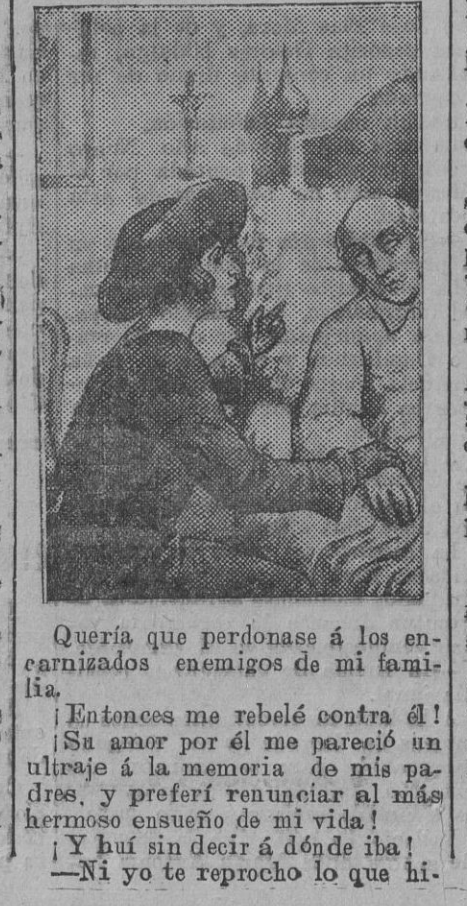 Quería que perdonase á los en-
carnizados enemigos de mi fami-
lia.
¡Entonces me rebelé contra él!
¡Su amor por él me pareció un
ultraje á la memoria de mis pa-
dres, y preferí renunciar al más
hermoso ensueño de mi vida!
¡Y huí sin decir á dónde iba!
—Ni yo te reprocho lo que hi-